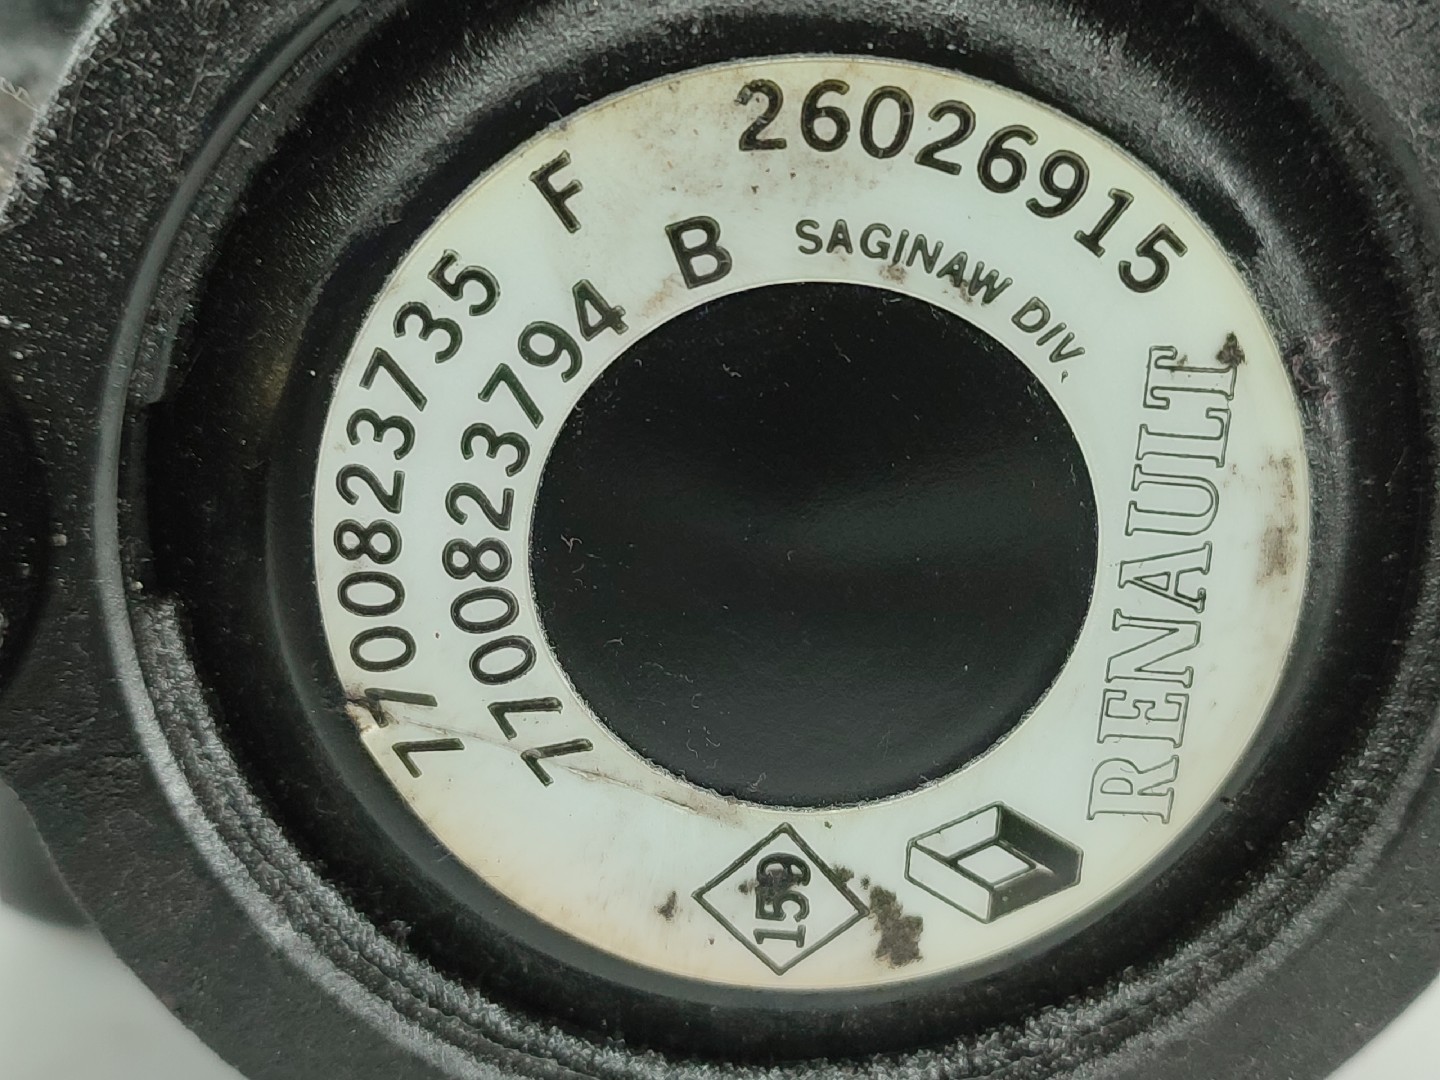 26026915
SAGINAW DIV.
7700823735 F
7700823794 B
RENAULT
159